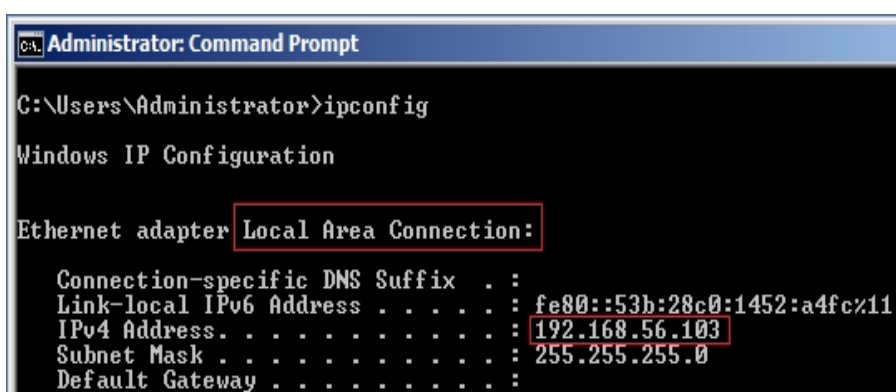 Administrator: Command Prompt
C:\Users\Administrator>ipconfig
Windows IP Configuration
Ethernet adapter Local Area Connection:
Connection-specific DNS Suffix . :
Link-local IPv6 Address . . . . . : fe80::53b:28c0:1452:a4fc%11
IPv4 Address. . . . . . . . . . . : 192.168.56.103
Subnet Mask . . . . . . . . . . . : 255.255.255.0
Default Gateway . . . . . . . . . :